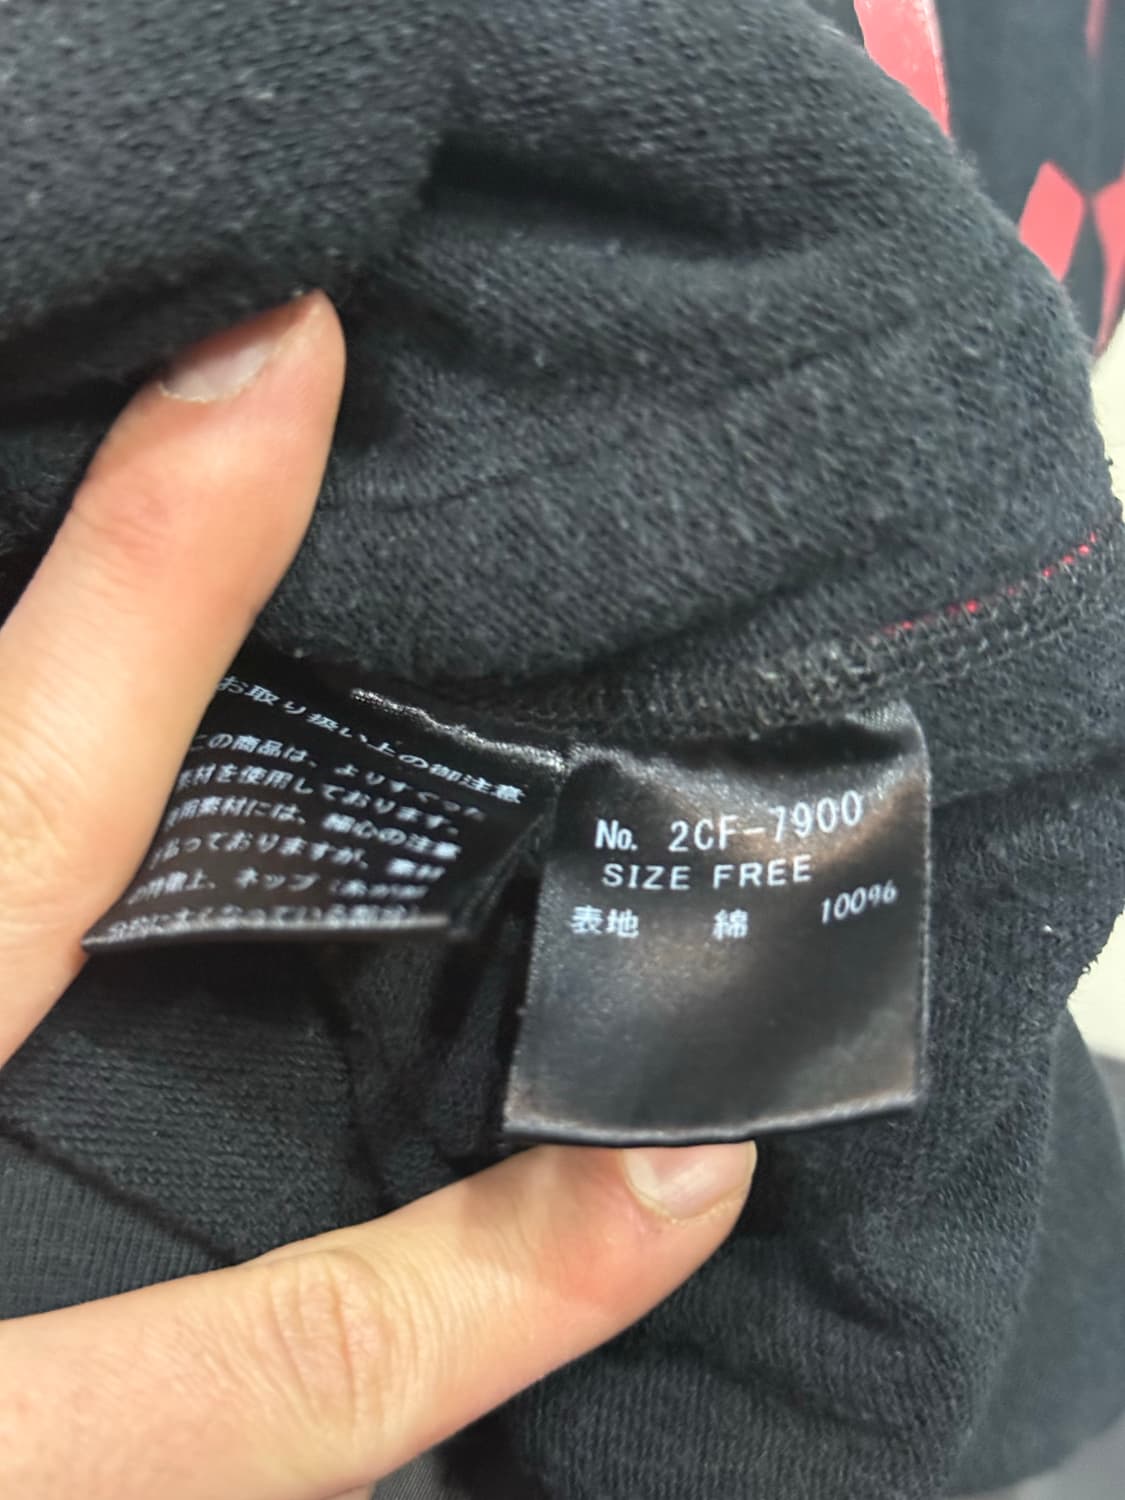 お取り扱い上の御注意
この商品は、よりすぐった
素材を使用しております。
使用素材には、細心の注意
払っておりますが、素材
の特徴上、ネップ（糸が
No. 2CF-7900
SIZE FREE
表地 綿 100%